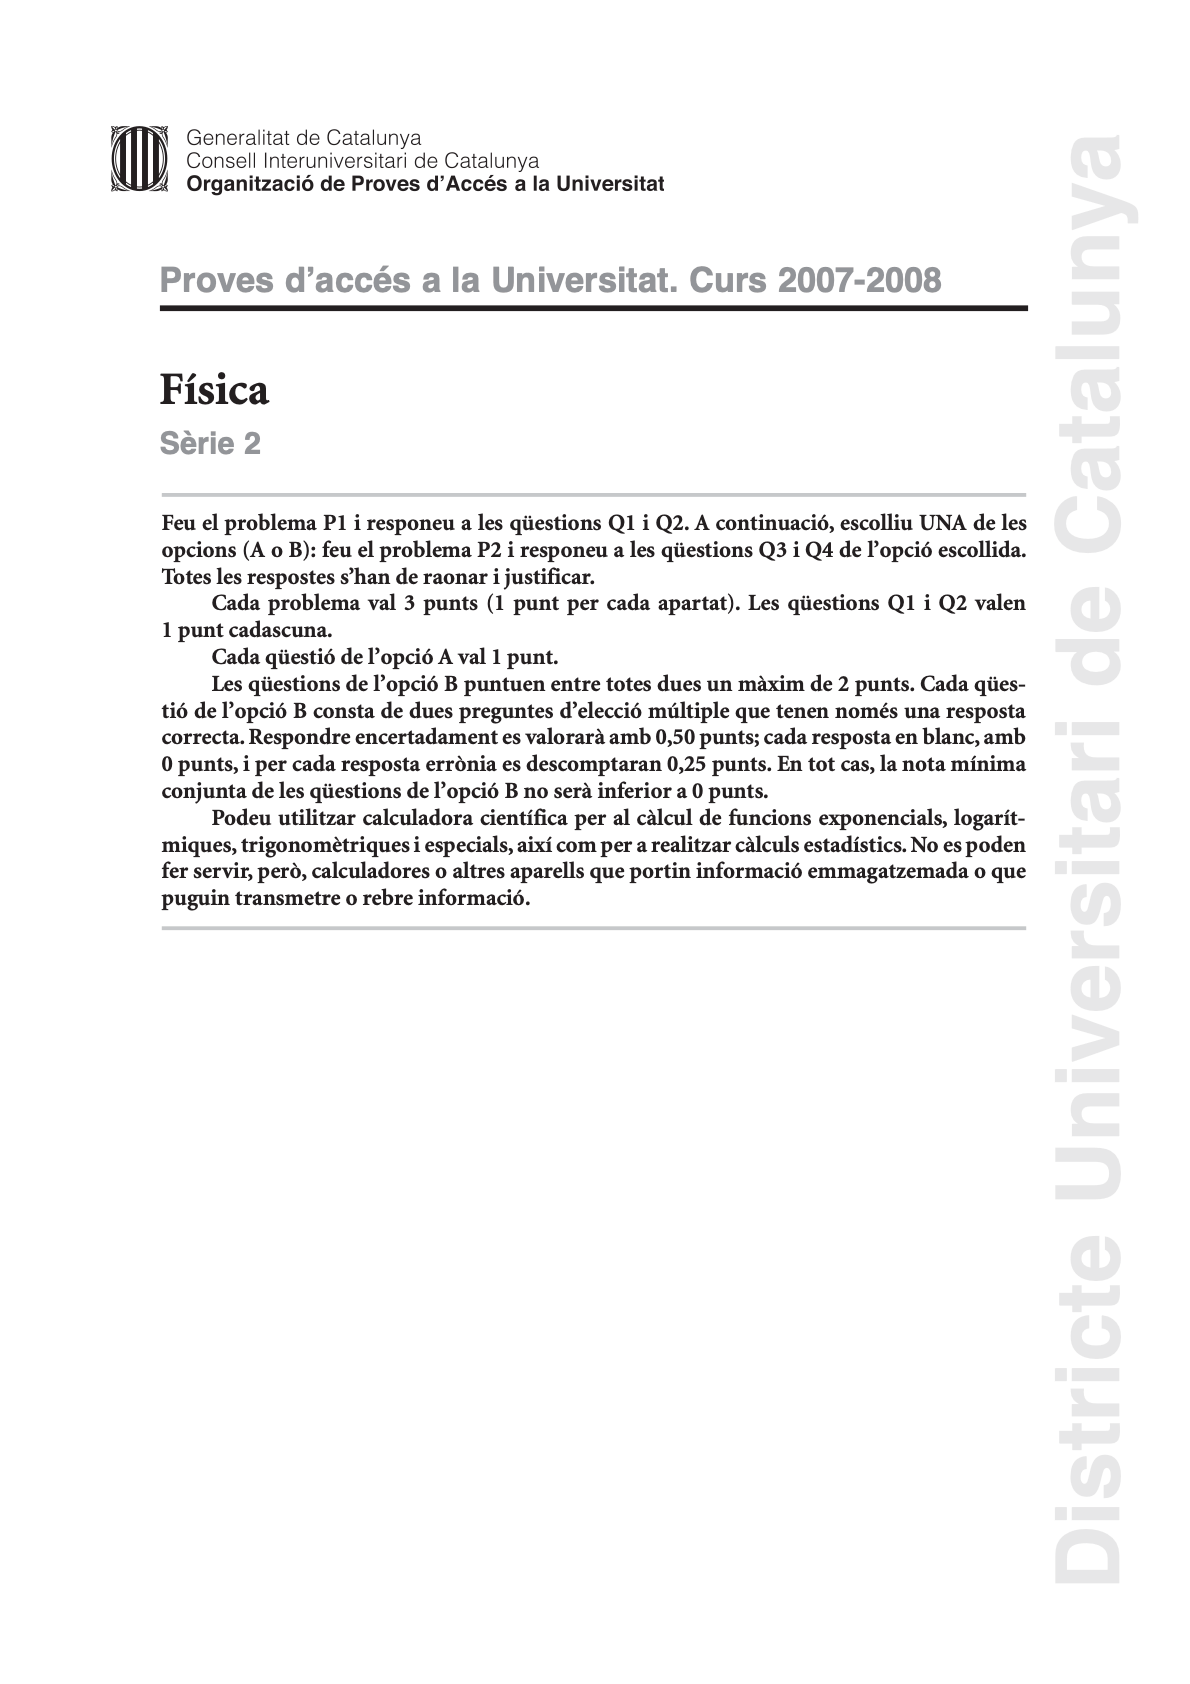 Generalitat de Catalunya
Consell Interuniversitari de Catalunya
Organització de Proves d'Accés a la Universitat
Proves d'accés a la Universitat. Curs 2007-2008
Física
Sèrie 2
Feu el problema P1 i responeu a les qüestions Q1 i Q2. A continuació, escolliu UNA de les
opcions (A o B): feu el problema P2 i responeu a les qüestions Q3 i Q4 de l'opció escollida.
Totes les respostes s'han de raonar i justificar.
Cada problema val 3 punts (1 punt per cada apartat). Les qüestions Q1 i Q2 valen
1 punt cadascuna.
Cada qüestió de l'opció A val 1 punt.
Les qüestions de l'opció B puntuen entre totes dues un màxim de 2 punts. Cada qües-
tió de l'opció B consta de dues preguntes d'elecció múltiple que tenen només una resposta
correcta. Respondre encertadament es valorarà amb 0,50 punts; cada resposta en blanc, amb
0 punts, i per cada resposta errònia es descomptaran 0,25 punts. En tot cas, la nota mínima
conjunta de les qüestions de l'opció B no serà inferior a 0 punts.
Podeu utilitzar calculadora científica per al càlcul de funcions exponencials, logarít-
miques, trigonomètriques i especials, així com per a realitzar càlculs estadístics. No es poden
fer servir, però, calculadores o altres aparells que portin informació emmagatzemada o que
puguin transmetre o rebre informació.
Districte Universitari de Catalunya